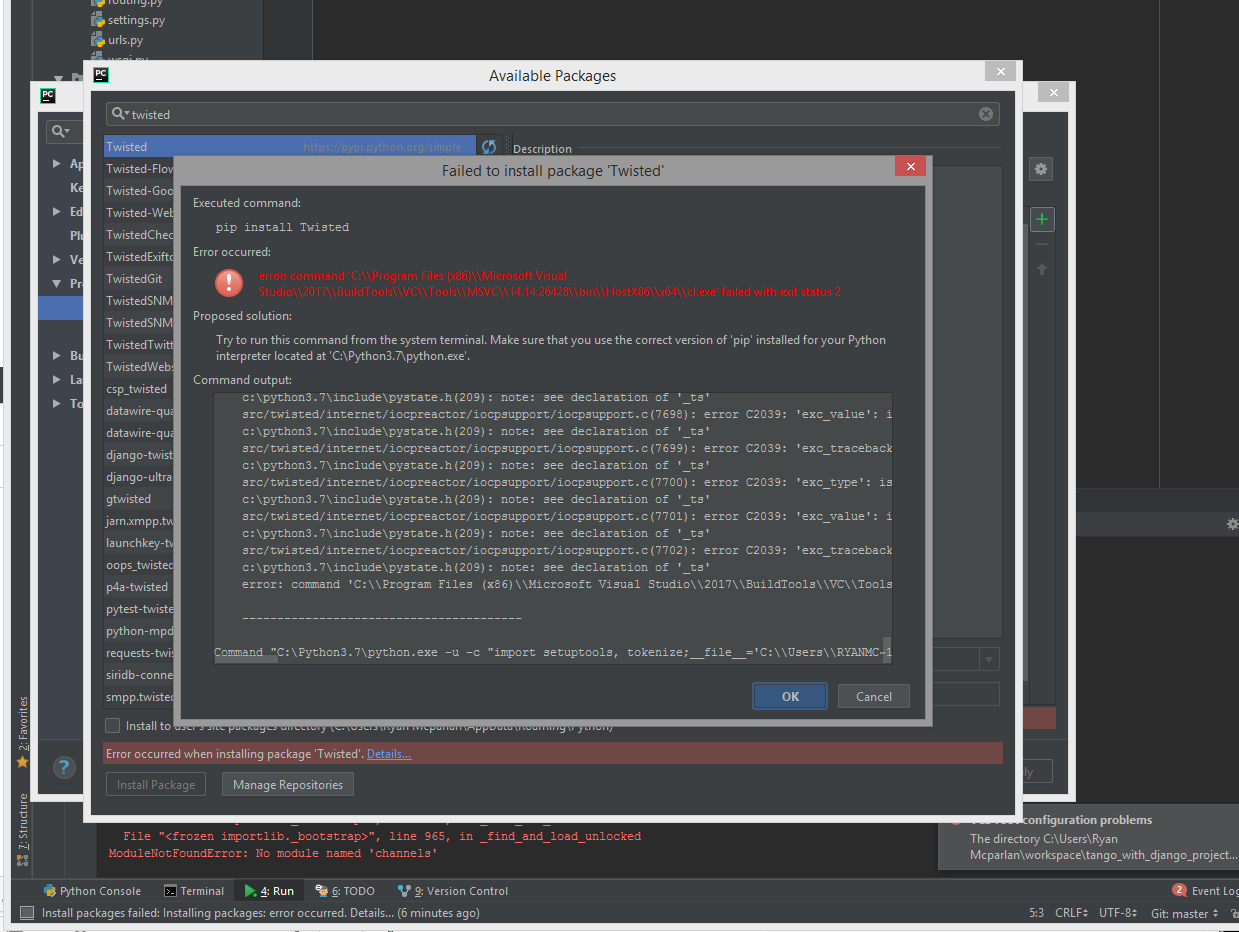 routing.py
settings.py
urls.py
wsgi.py
PC
Available Packages
PC
twisted
Twisted
https://pypi.python.org/simple
Description
Twisted-Flow
Twisted-Goo
Twisted-Web
TwistedChec
TwistedExifto
TwistedGit
TwistedSNM
TwistedSNM
TwistedTwitt
TwistedWebs
csp_twisted
datawire-qua
datawire-qua
django-twist
django-ultra
gtwisted
jarn.xmpp.tw
launchkey-tw
oops_twisted
p4a-twisted
pytest-twiste
python-mpd
requests-twis
siridb-conne
smpp.twisted
Ap
Ke
Ed
Plu
Ve
Pr
Bu
La
To
Failed to install package 'Twisted'
Executed command:
pip install Twisted
Error occurred:
error: command 'C:\\Program Files (x86)\\Microsoft Visual
Studio\\2017\\BuildTools\\VC\\Tools\\MSVC\\14.14.26428\\bin\\HostX86\\x64\\cl.exe' failed with exit status 2
Proposed solution:
Try to run this command from the system terminal. Make sure that you use the correct version of 'pip' installed for your Python
interpreter located at 'C:\Python3.7\python.exe'.
Command output:
c:\python3.7\include\pystate.h(209): note: see declaration of '_ts'
src/twisted/internet/iocpreactor/iocpsupport/iocpsupport.c(7698): error C2039: 'exc_value': i
c:\python3.7\include\pystate.h(209): note: see declaration of '_ts'
src/twisted/internet/iocpreactor/iocpsupport/iocpsupport.c(7699): error C2039: 'exc_traceback
c:\python3.7\include\pystate.h(209): note: see declaration of '_ts'
src/twisted/internet/iocpreactor/iocpsupport/iocpsupport.c(7700): error C2039: 'exc_type': is
c:\python3.7\include\pystate.h(209): note: see declaration of '_ts'
src/twisted/internet/iocpreactor/iocpsupport/iocpsupport.c(7701): error C2039: 'exc_value': i
c:\python3.7\include\pystate.h(209): note: see declaration of '_ts'
src/twisted/internet/iocpreactor/iocpsupport/iocpsupport.c(7702): error C2039: 'exc_traceback
c:\python3.7\include\pystate.h(209): note: see declaration of '_ts'
error: command 'C:\\Program Files (x86)\\Microsoft Visual Studio\\2017\\BuildTools\\VC\\Tools
----------------------------------------
Command "C:\Python3.7\python.exe -u -c "import setuptools, tokenize;__file__='C:\\Users\\RYANMC~1
OK
Cancel
Install to user's site packages directory (C:\Users\Ryan Mcparlan\AppData\Roaming\Python)
Error occurred when installing package 'Twisted'. Details...
Install Package
Manage Repositories
ly
2: Favorites
7: Structure
File "<frozen importlib._bootstrap>", line 965, in _find_and_load_unlocked
ModuleNotFoundError: No module named 'channels'
configuration problems
The directory C:\Users\Ryan
Mcparlan\workspace\tango_with_django_project...
Python Console
Terminal
4: Run
6: TODO
9: Version Control
2 Event Log
Install packages failed: Installing packages: error occurred. Details... (6 minutes ago)
5:3 CRLF UTF-8 Git: master